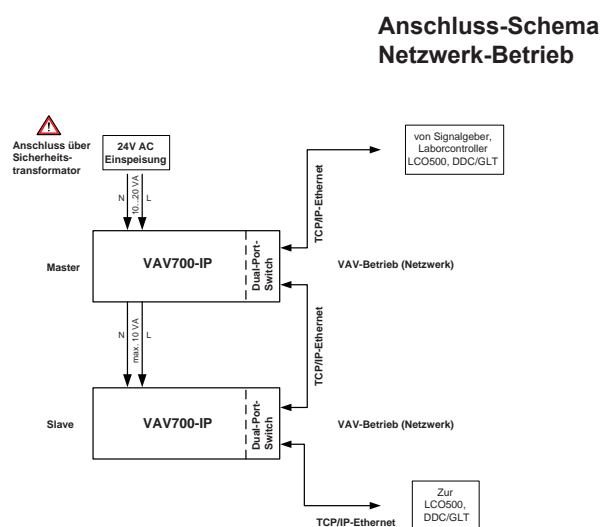 Anschluss-Schema
Netzwerk-Betrieb
Anschluss über
Sicherheits-
transformator
24V AC
Einspeisung
von Signalgeber,
Laborcontroller
LCO500, DDC/GLT
N
10...20 VA
L
TCP/IP-Ethernet
Master
VAV700-IP
Dual-Port-
Switch
VAV-Betrieb (Netzwerk)
N
max. 10 VA
L
TCP/IP-Ethernet
Slave
VAV700-IP
Dual-Port-
Switch
VAV-Betrieb (Netzwerk)
TCP/IP-Ethernet
Zur
LCO500,
DDC/GLT